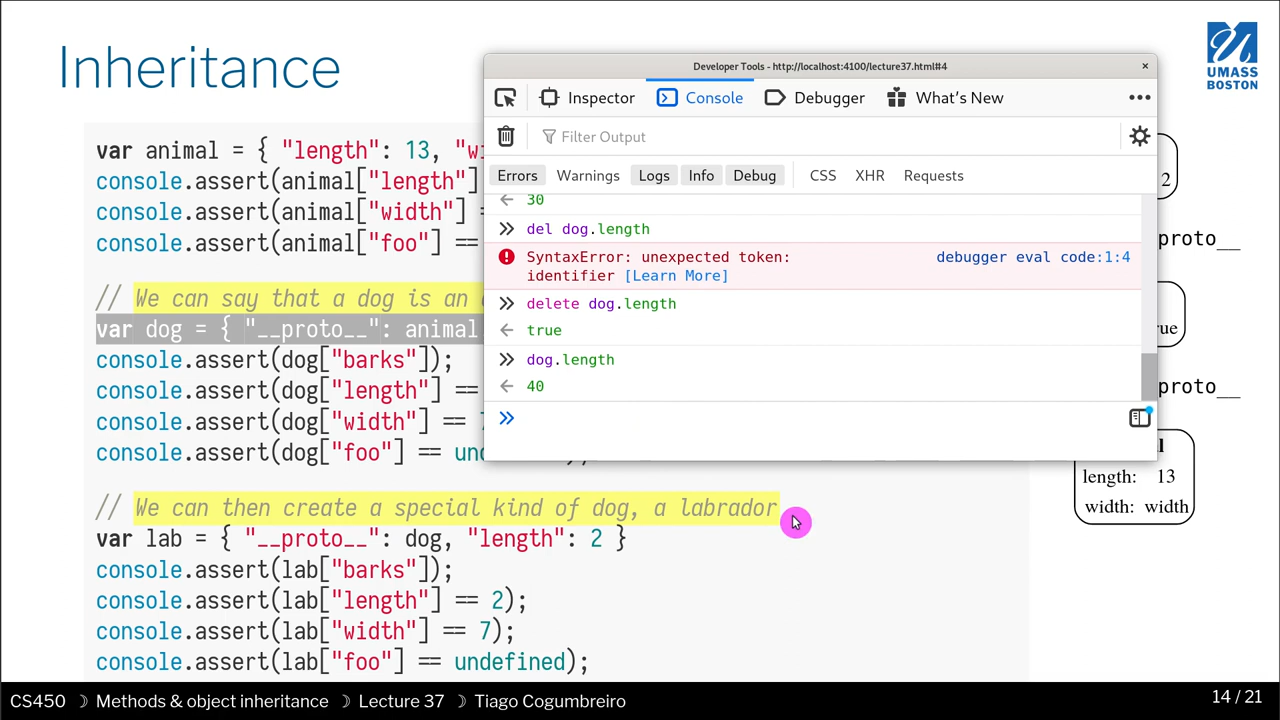 Inheritance
UMASS
BOSTON
var animal = { "length": 13, "wi
console.assert(animal["length"]
console.assert(animal["width"] =
console.assert(animal["foo"] ==
// We can say that a dog is an
var dog = { "__proto__": animal
console.assert(dog["barks"]);
console.assert(dog["length"] ==
console.assert(dog["width"] ==
console.assert(dog["foo"] == und
// We can then create a special kind of dog, a labrador
var lab = { "__proto__": dog, "length": 2 }
console.assert(lab["barks"]);
console.assert(lab["length"] == 2);
console.assert(lab["width"] == 7);
console.assert(lab["foo"] == undefined);
Developer Tools - http://localhost:4100/lecture37.html#4
Inspector Console Debugger What's New
Filter Output
Errors Warnings Logs Info Debug CSS XHR Requests
30
del dog.length
SyntaxError: unexpected token: debugger eval code:1:4
identifier [Learn More]
delete dog.length
true
dog.length
40
2
proto__
rue
proto__
l
length: 13
width: width
CS450 ☽ Methods & object inheritance ☽ Lecture 37 ☽ Tiago Cogumbreiro
14 / 21